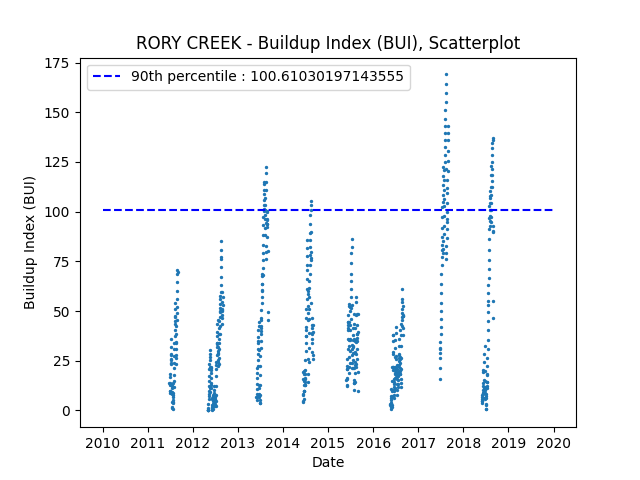 RORY CREEK - Buildup Index (BUI), Scatterplot
90th percentile : 100.61030197143555
Buildup Index (BUI)
175
150
125
100
75
50
25
0
2010 2011 2012 2013 2014 2015 2016 2017 2018 2019 2020
Date